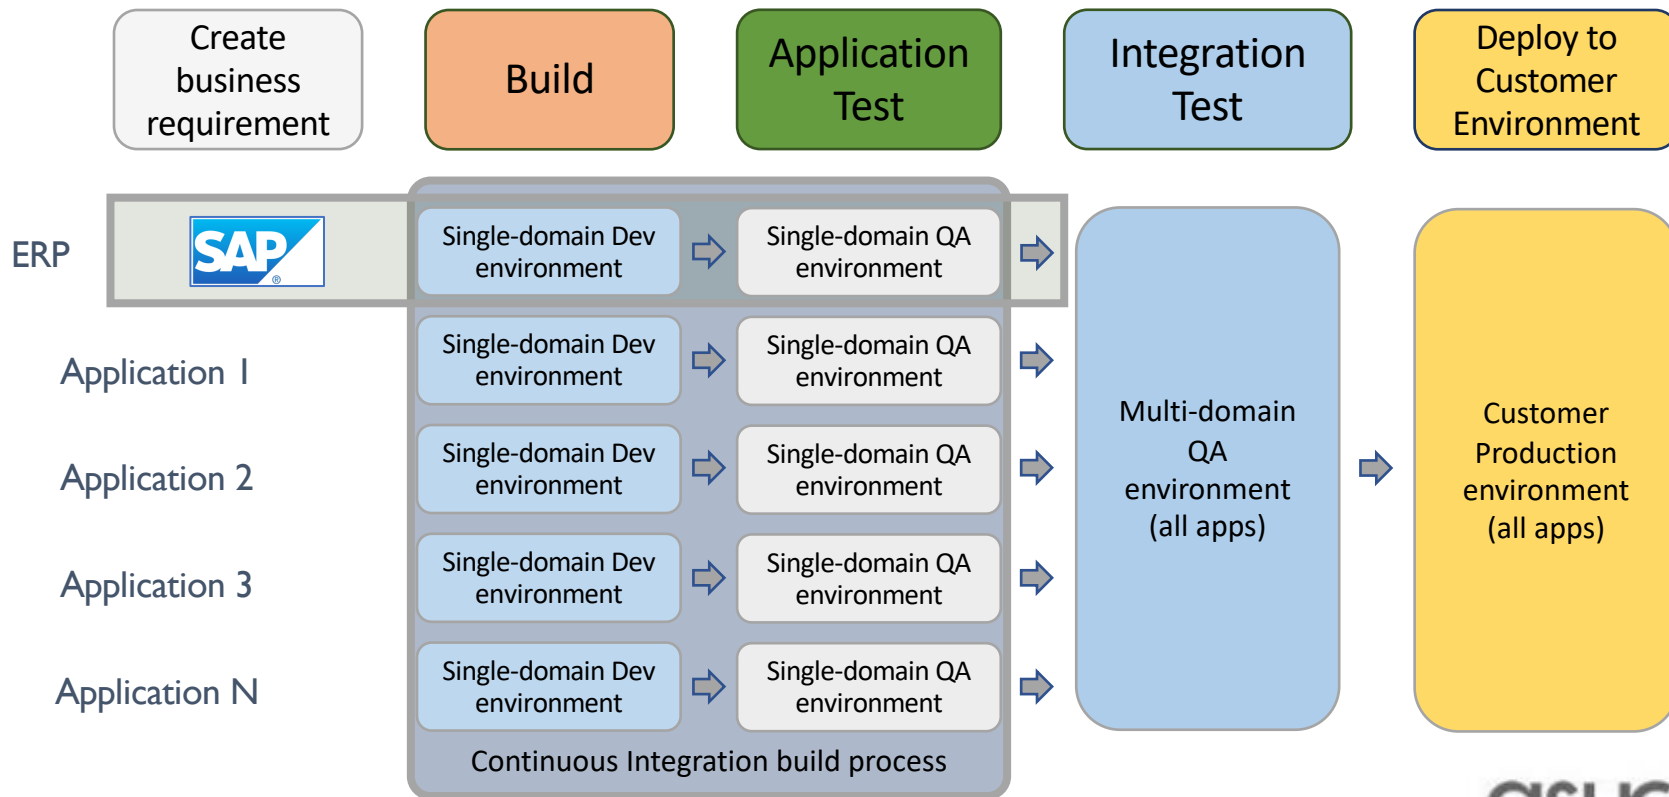 Create
business
requirement
Build
Application
Test
Integration
Test
Deploy to
Customer
Environment
ERP
SAP
®
Single-domain Dev
environment
Single-domain QA
environment
Application 1
Single-domain Dev
environment
Single-domain QA
environment
Application 2
Single-domain Dev
environment
Single-domain QA
environment
Application 3
Single-domain Dev
environment
Single-domain QA
environment
Application N
Single-domain Dev
environment
Single-domain QA
environment
Continuous Integration build process
Multi-domain
QA
environment
(all apps)
Customer
Production
environment
(all apps)